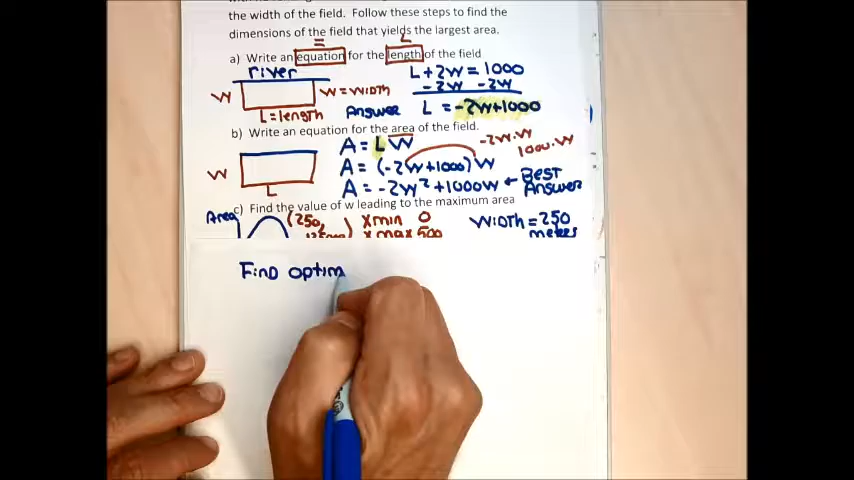 the width of the field. Follow these steps to find the
dimensions of the field that yields the largest area.
= L
a) Write an equation for the length of the field
river L + 2W = 1000
W W = width -2W -2W
L = length Answer L = -2W+1000
b) Write an equation for the area of the field.
A = L W -2W·W
W A = (-2W+1000)W 1000·W
L A = -2W² +1000W ← Best
Answer
c) Find the value of w leading to the maximum area
Area (250, xmin 0 Width = 250
) xmax 500 meters
Find optim